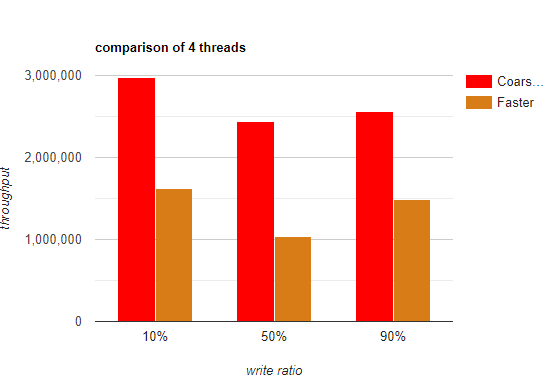 comparison of 4 threads
3,000,000
2,000,000
1,000,000
0
throughput
10%
50%
90%
write ratio
Coars...
Faster